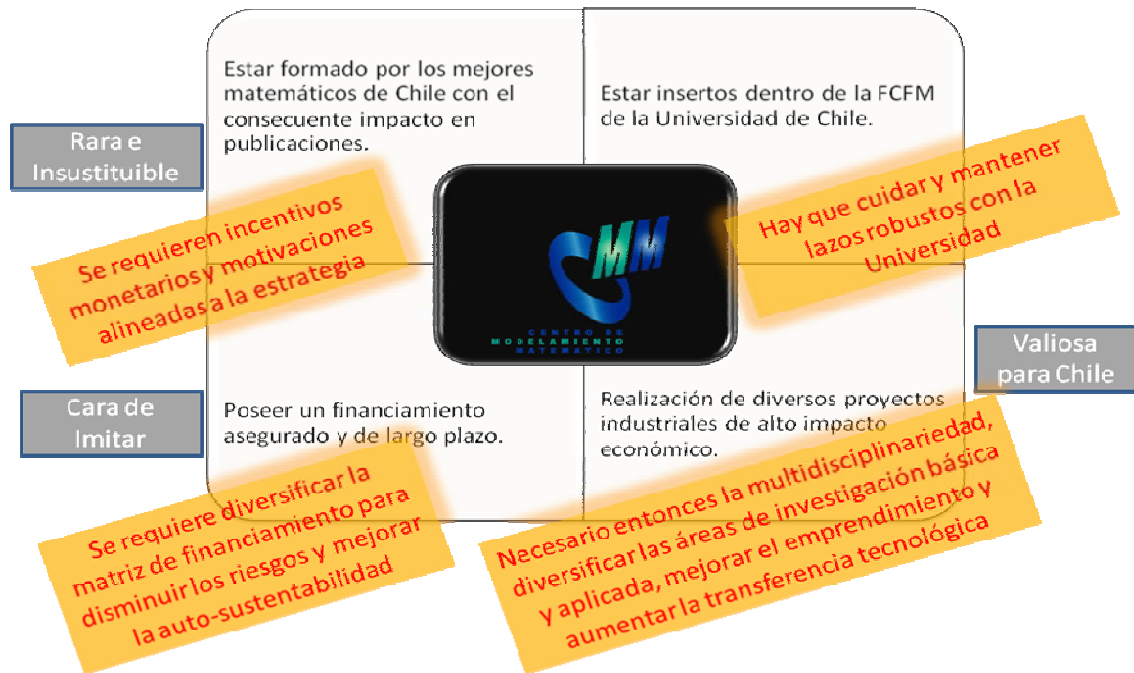 Estar formado por los mejores
matemáticos de Chile con el
consecuente impacto en
publicaciones.
Estar insertos dentro de la FCFM
de la Universidad de Chile.
Rara e
Insustituible
Se requieren incentivos
monetarios y motivaciones
alineadas a la estrategia
Hay que cuidar y mantener
lazos robustos con la
Universidad
CMM
CENTRO DE
MODELAMIENTO
MATEMATICO
Valiosa
para Chile
Cara de
Imitar
Poseer un financiamiento
asegurado y de largo plazo.
Realización de diversos proyectos
industriales de alto impacto
económico.
Se requiere diversificar la
matriz de financiamiento para
disminuir los riesgos y mejorar
la auto-sustentabilidad
Necesario entonces la multidisciplinariedad,
diversificar las áreas de investigación básica
y aplicada, mejorar el emprendimiento y
aumentar la transferencia tecnológica